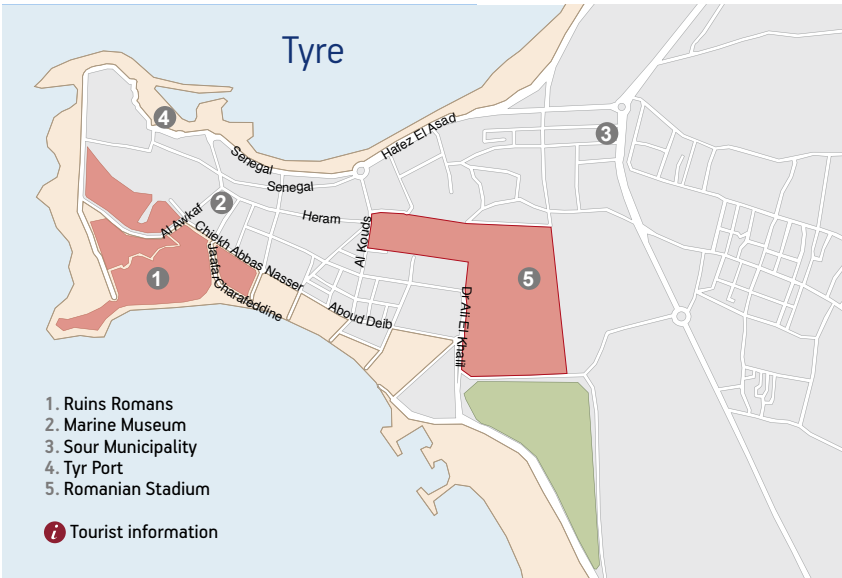 Tyre
4
3
Hafez El Asad
Senegal
Senegal
2
Heram
Al Awkaf
Al Kouds
Chiekh Abbas Nasser
Jaafar
1
5
Charafeddine
Aboud Deib
Dr Ali El Khalil
1. Ruins Romans
2. Marine Museum
3. Sour Municipality
4. Tyr Port
5. Romanian Stadium
i Tourist information